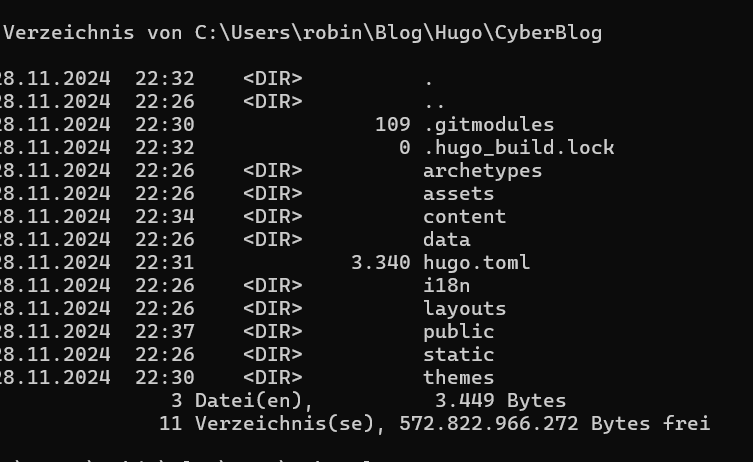 Verzeichnis von C:\Users\robin\Blog\Hugo\CyberBlog
28.11.2024  22:32    <DIR>          .
28.11.2024  22:26    <DIR>          ..
28.11.2024  22:30               109 .gitmodules
28.11.2024  22:32                 0 .hugo_build.lock
28.11.2024  22:26    <DIR>          archetypes
28.11.2024  22:26    <DIR>          assets
28.11.2024  22:34    <DIR>          content
28.11.2024  22:26    <DIR>          data
28.11.2024  22:31             3.340 hugo.toml
28.11.2024  22:26    <DIR>          i18n
28.11.2024  22:26    <DIR>          layouts
28.11.2024  22:37    <DIR>          public
28.11.2024  22:26    <DIR>          static
28.11.2024  22:30    <DIR>          themes
3 Datei(en),          3.449 Bytes
11 Verzeichnis(se), 572.822.966.272 Bytes frei